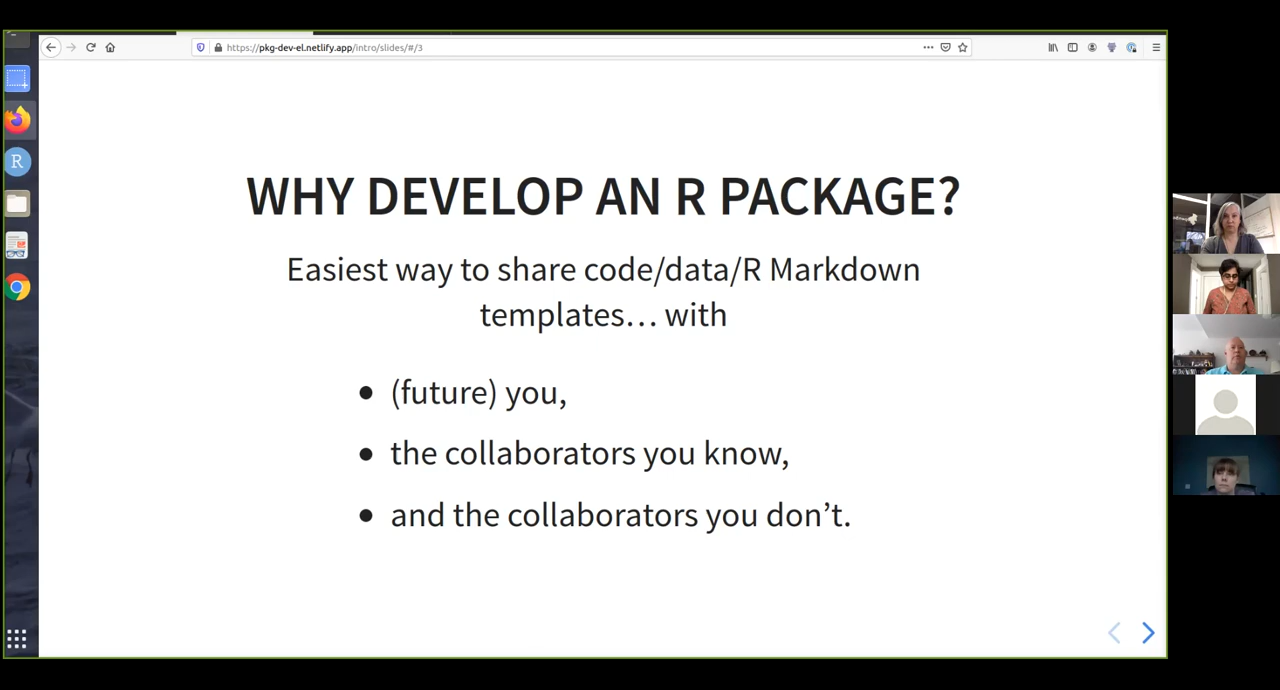 https://pkg-dev-el.netlify.app/intro/slides/#/3
WHY DEVELOP AN R PACKAGE?
Easiest way to share code/data/R Markdown
templates… with
• (future) you,
• the collaborators you know,
• and the collaborators you don’t.
R